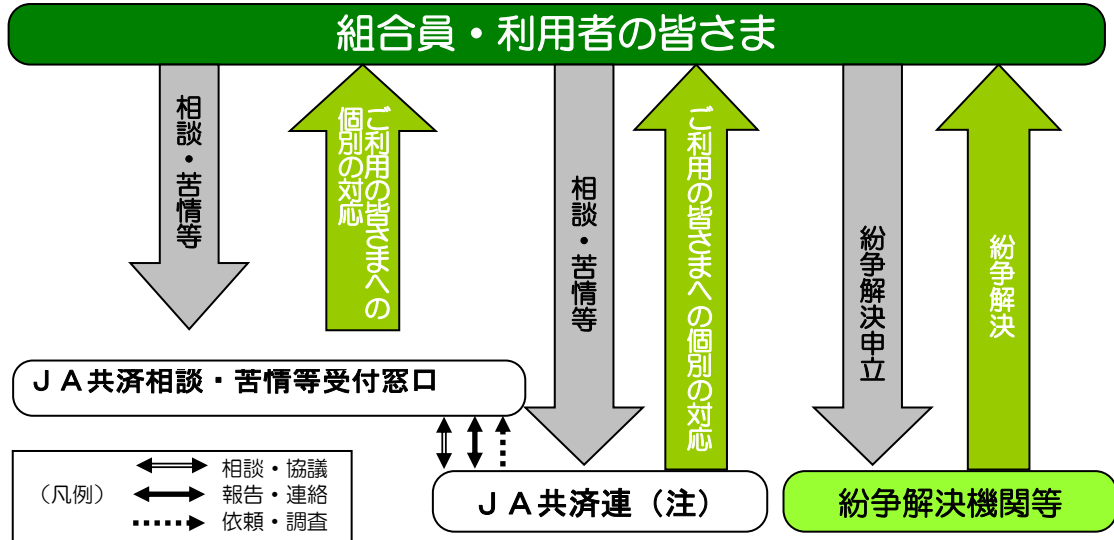 組合員・利用者の皆さま
相談・苦情等
ご利用の皆さまへの
個別の対応
相談・苦情等
ご利用の皆さまへの個別の対応
紛争解決申立
紛争解決
ＪＡ共済相談・苦情等受付窓口
（凡例）
相談・協議
報告・連絡
依頼・調査
ＪＡ共済連（注）
紛争解決機関等